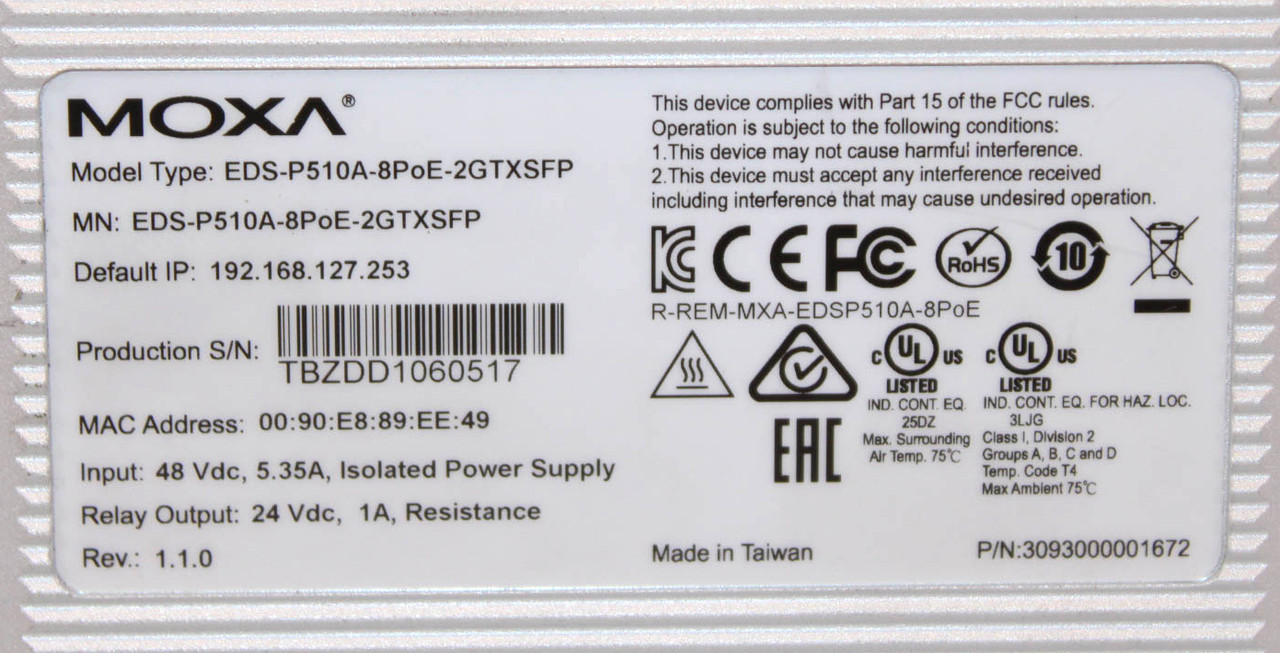 MOXA®
Model Type: EDS-P510A-8PoE-2GTXSFP
MN: EDS-P510A-8PoE-2GTXSFP
Default IP: 192.168.127.253
Production S/N:
TBZDD1060517
MAC Address: 00:90:E8:89:EE:49
Input: 48 Vdc, 5.35A, Isolated Power Supply
Relay Output: 24 Vdc, 1A, Resistance
Rev.: 1.1.0
This device complies with Part 15 of the FCC rules.
Operation is subject to the following conditions:
1.This device may not cause harmful interference.
2.This device must accept any interference received
including interference that may cause undesired operation.
KC CE FC RoHS 10
R-REM-MXA-EDSP510A-8PoE
c UL US
LISTED
IND. CONT. EQ.
25DZ
Max. Surrounding
Air Temp. 75℃
c UL US
LISTED
IND. CONT. EQ. FOR HAZ. LOC.
3LJG
Class I, Division 2
Groups A, B, C and D
Temp. Code T4
Max Ambient 75℃
EAC
Made in Taiwan
P/N:3093000001672